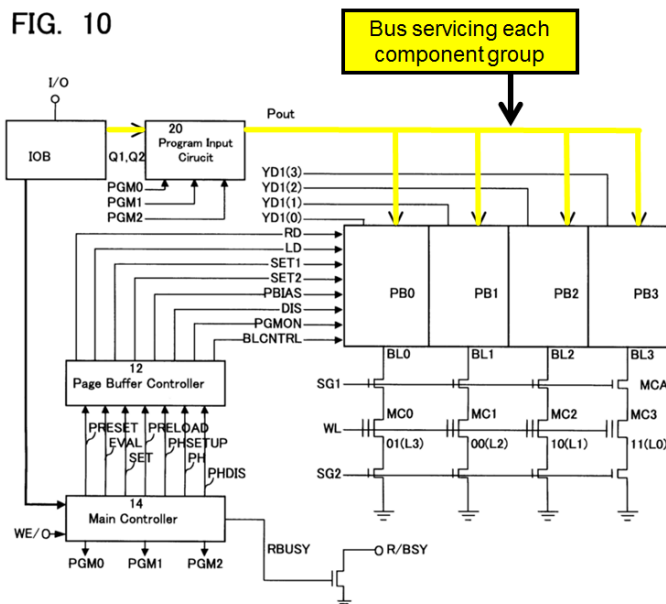 FIG. 10
Bus servicing each
component group
I/O
IOB
Q1,Q2
20
Program Input
Cirucit
Pout
PGM0
PGM1
PGM2
YD1(3)
YD1(2)
YD1(1)
YD1(0)
RD
LD
SET1
SET2
PBIAS
DIS
PGMON
BLCNTRL
PB0
PB1
PB2
PB3
12
Page Buffer Controller
BL0
BL1
BL2
BL3
SG1
MCA
WL
MC0
MC1
MC2
MC3
01(L3)
00(L2)
10(L1)
11(L0)
SG2
PRESET
EVAL
SET
PRELOAD
PHSETUP
PH
PHDIS
14
Main Controller
WE/O
RBUSY
R/BSY
PGM0
PGM1
PGM2